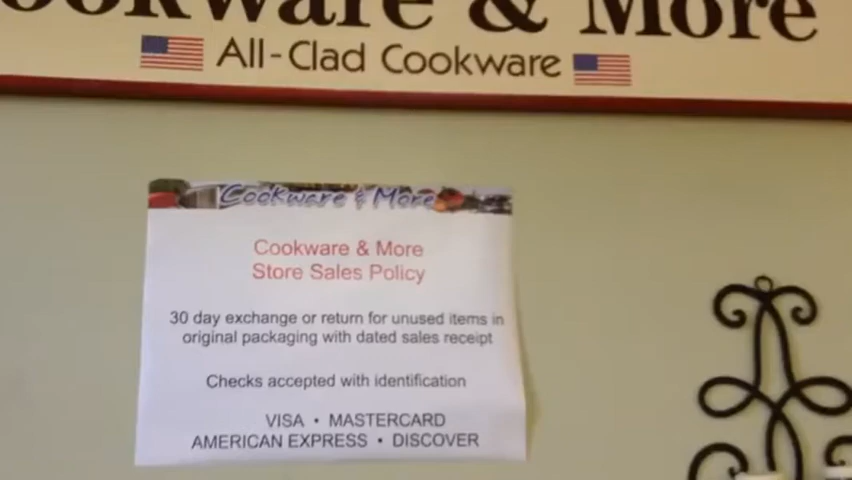 & More
All-Clad Cookware
Cookware & More
Cookware & More
Store Sales Policy
30 day exchange or return for unused items in
original packaging with dated sales receipt
Checks accepted with identification
VISA • MASTERCARD
AMERICAN EXPRESS • DISCOVER